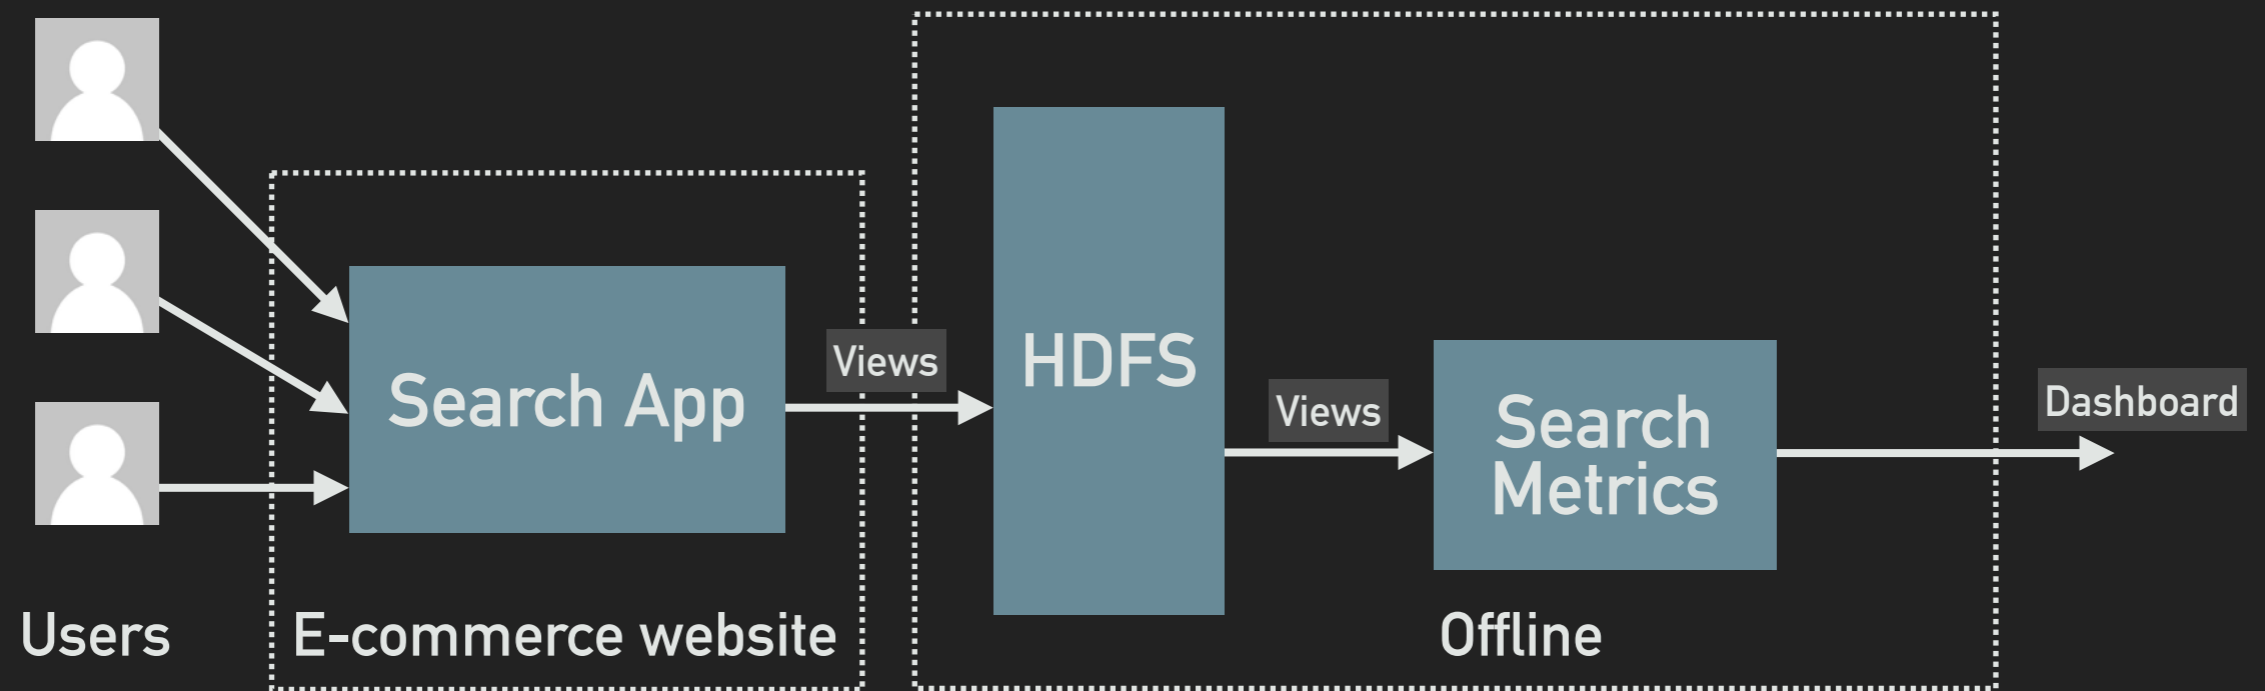 Users
E-commerce website
Search App
Views
HDFS
Views
Search
Metrics
Offline
Dashboard